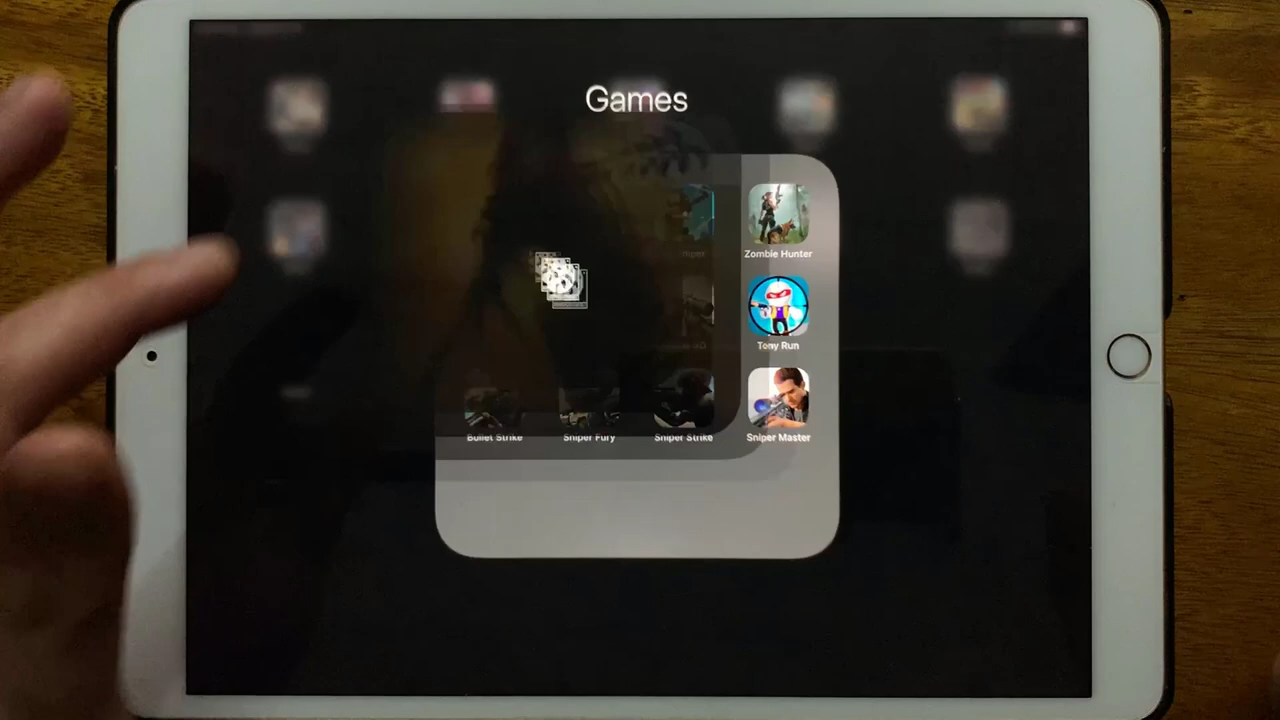 Games
Zombie Hunter
Tony Run
Bullet Strike
Sniper Fury
Sniper Strike
Sniper Master